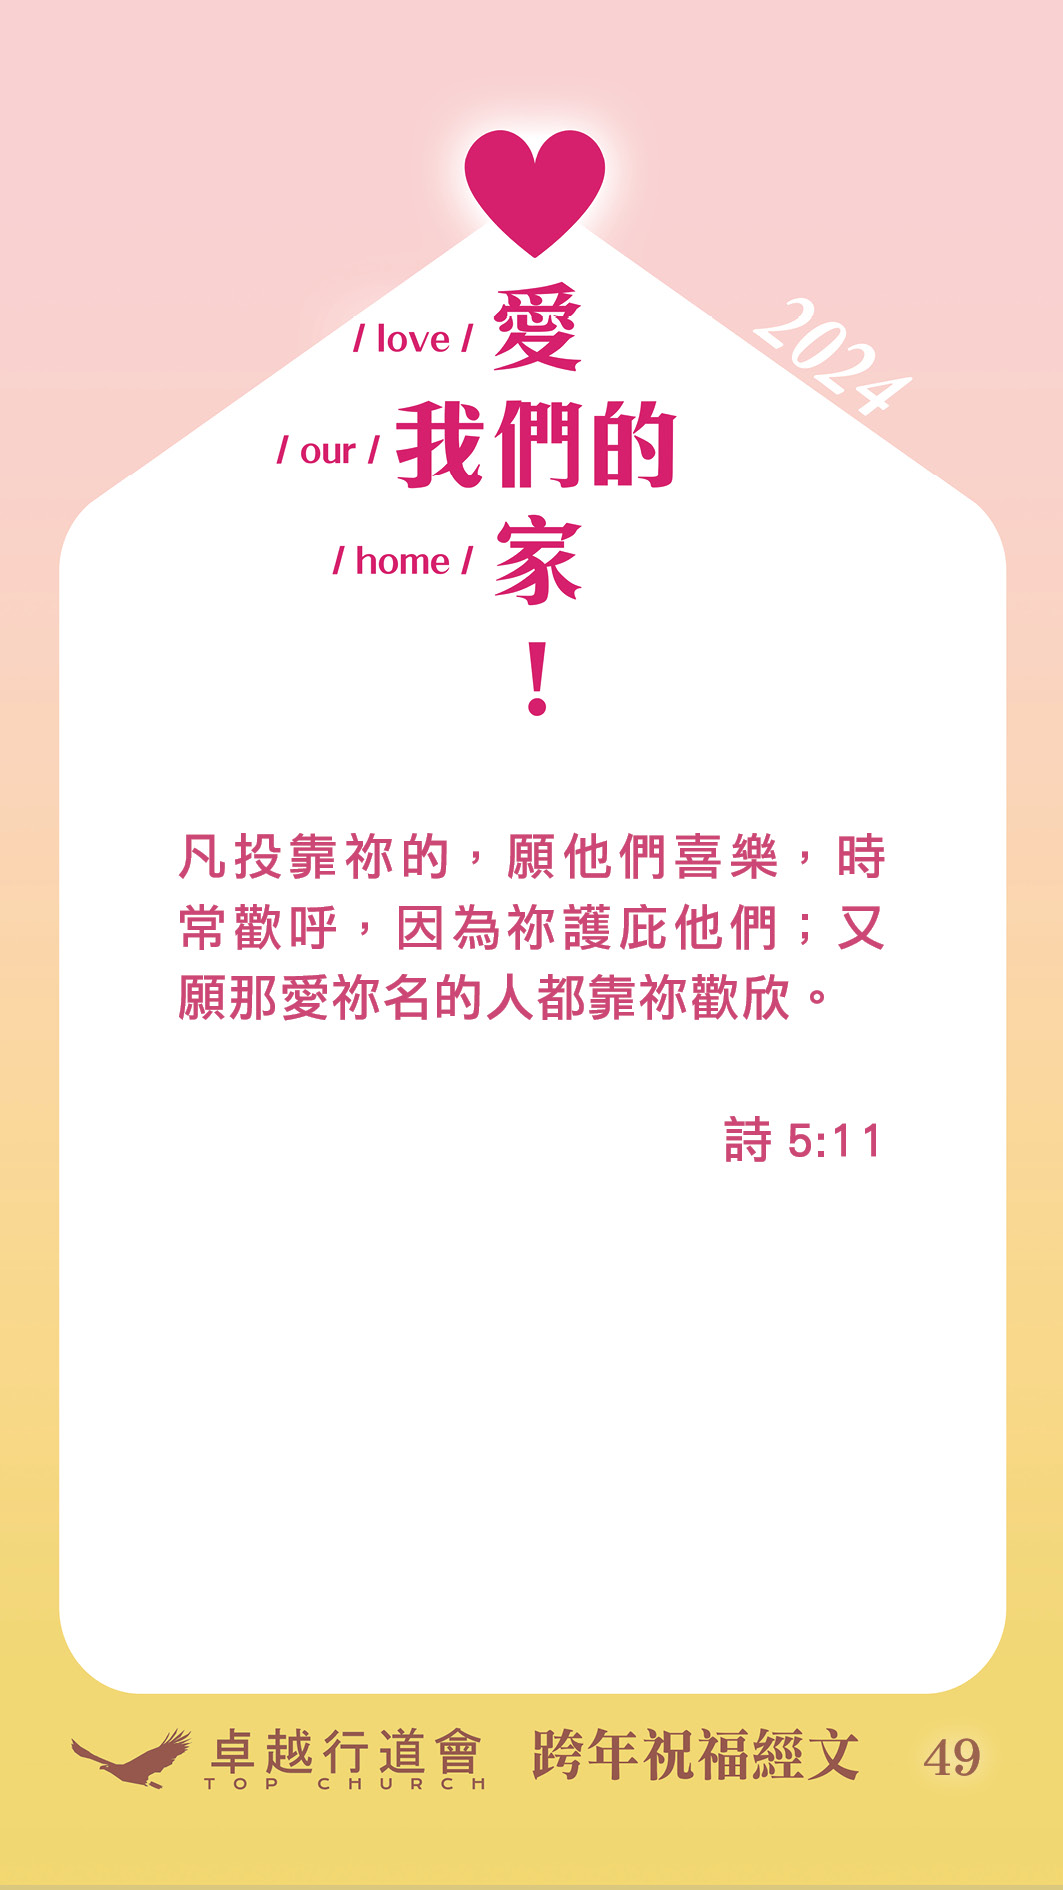 / love / 愛
2024
/ our / 我們的
/ home / 家
!
凡投靠祢的，願他們喜樂，時
常歡呼，因為祢護庇他們；又
願那愛祢名的人都靠祢歡欣。
詩 5:11
卓越行道會 跨年祝福經文 49
TOP CHURCH